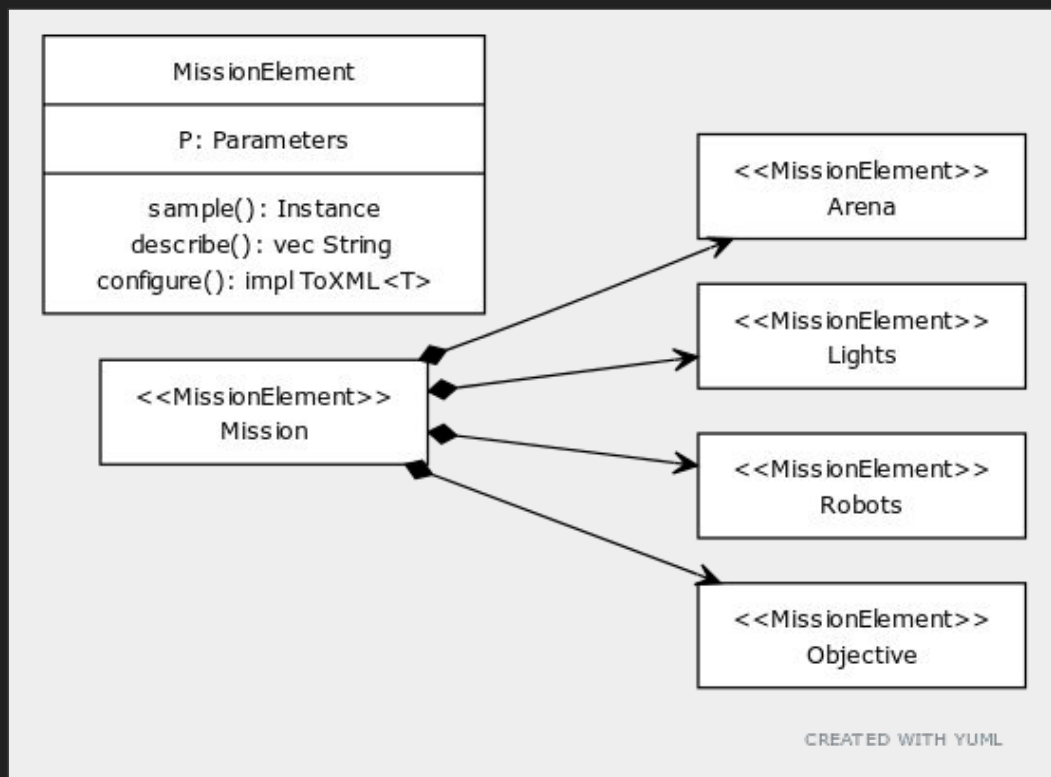 MissionElement
P: Parameters
sample(): Instance
describe(): vec String
configure(): impl ToXML<T>
<<MissionElement>>
Mission
<<MissionElement>>
Arena
<<MissionElement>>
Lights
<<MissionElement>>
Robots
<<MissionElement>>
Objective
CREATED WITH YUML